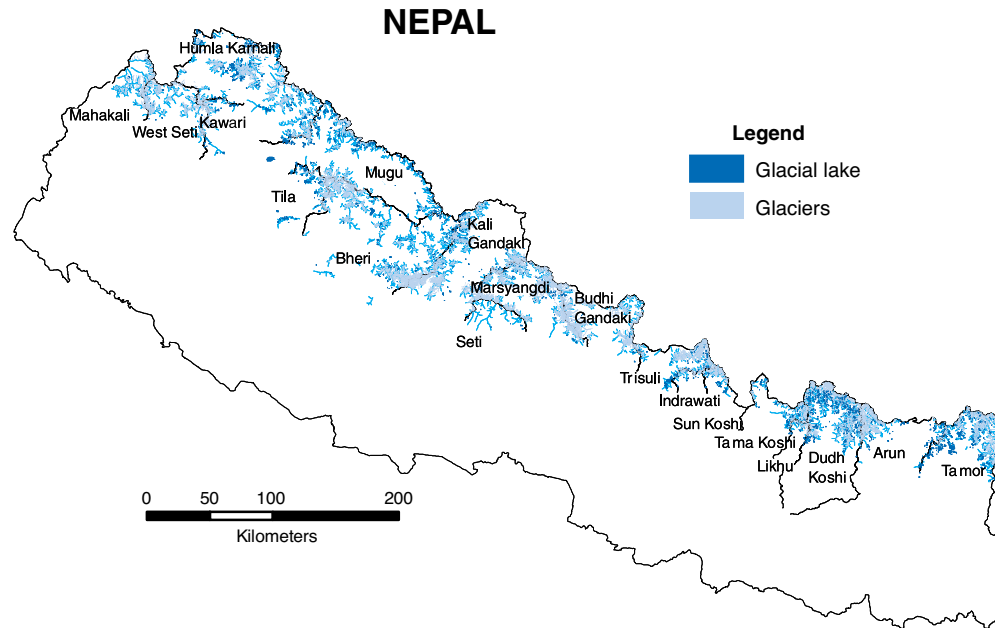 NEPAL
Humla Karnali
Mahakali
West Seti
Kawari
Mugu
Tila
Kali
Gandaki
Bheri
Marsyangdi
Budhi
Gandaki
Seti
Trisuli
Indrawati
Sun Koshi
Tama Koshi
Likhu
Dudh
Koshi
Arun
Tamor
Legend
Glacial lake
Glaciers
0 50 100 200
Kilometers